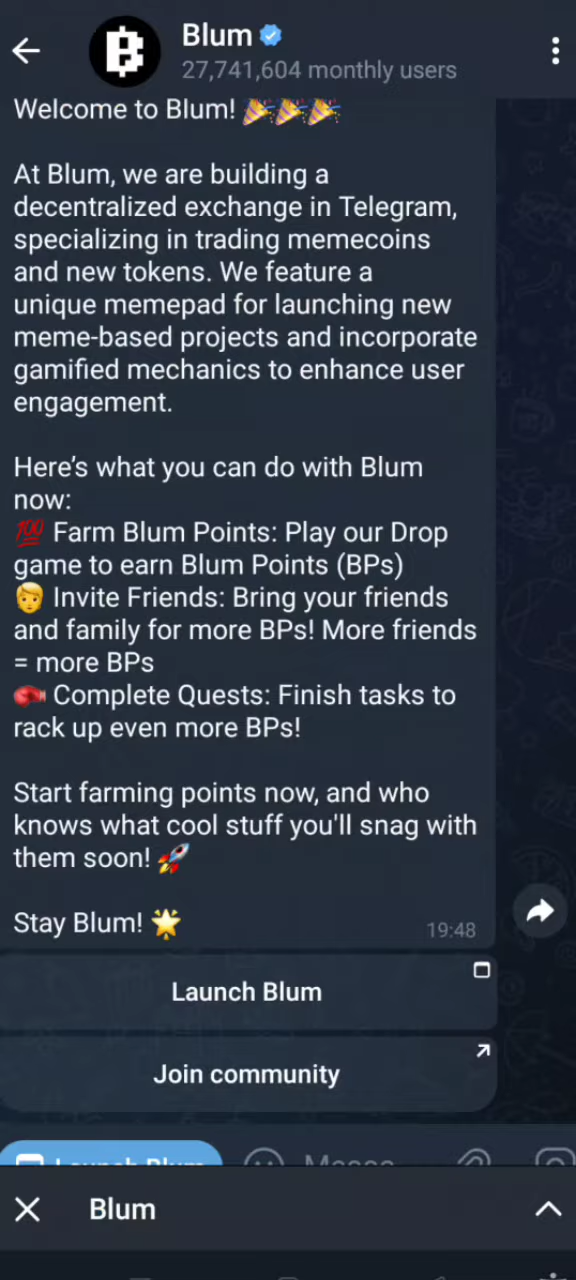 Blum
27,741,604 monthly users
Welcome to Blum! 🎉🎉🎉
At Blum, we are building a
decentralized exchange in Telegram,
specializing in trading memecoins
and new tokens. We feature a
unique memepad for launching new
meme-based projects and incorporate
gamified mechanics to enhance user
engagement.
Here's what you can do with Blum
now:
💯 Farm Blum Points: Play our Drop
game to earn Blum Points (BPs)
👱 Invite Friends: Bring your friends
and family for more BPs! More friends
= more BPs
🥊 Complete Quests: Finish tasks to
rack up even more BPs!
Start farming points now, and who
knows what cool stuff you'll snag with
them soon! 🚀
Stay Blum! 🌟
19:48
Launch Blum
Join community
Launch Blum
Blum